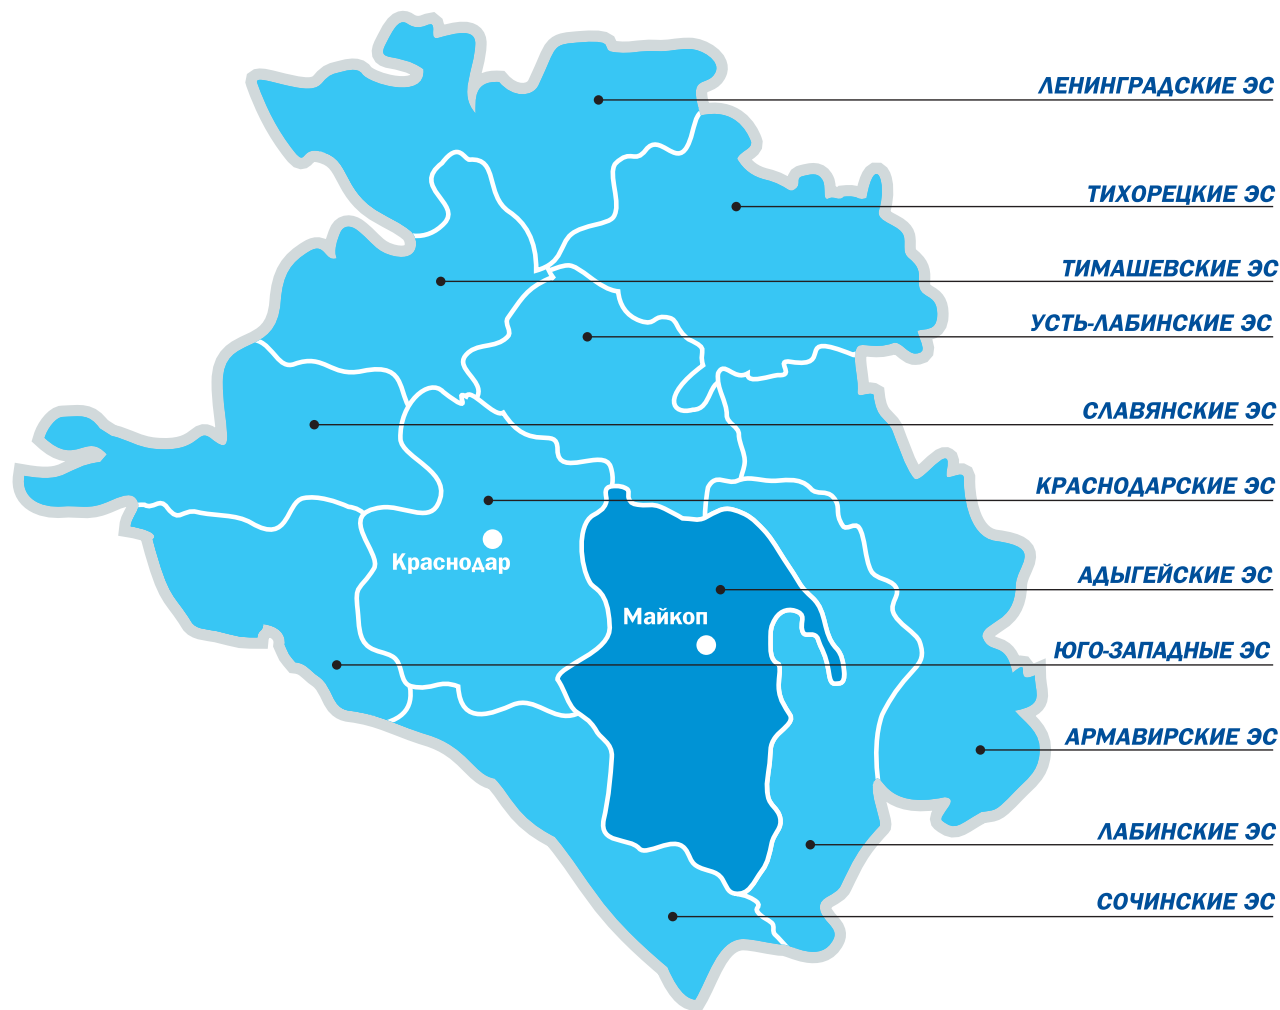 ЛЕНИНГРАДСКИЕ ЭС
ТИХОРЕЦКИЕ ЭС
ТИМАШЕВСКИЕ ЭС
УСТЬ-ЛАБИНСКИЕ ЭС
СЛАВЯНСКИЕ ЭС
КРАСНОДАРСКИЕ ЭС
Краснодар
АДЫГЕЙСКИЕ ЭС
Майкоп
ЮГО-ЗАПАДНЫЕ ЭС
АРМАВИРСКИЕ ЭС
ЛАБИНСКИЕ ЭС
СОЧИНСКИЕ ЭС